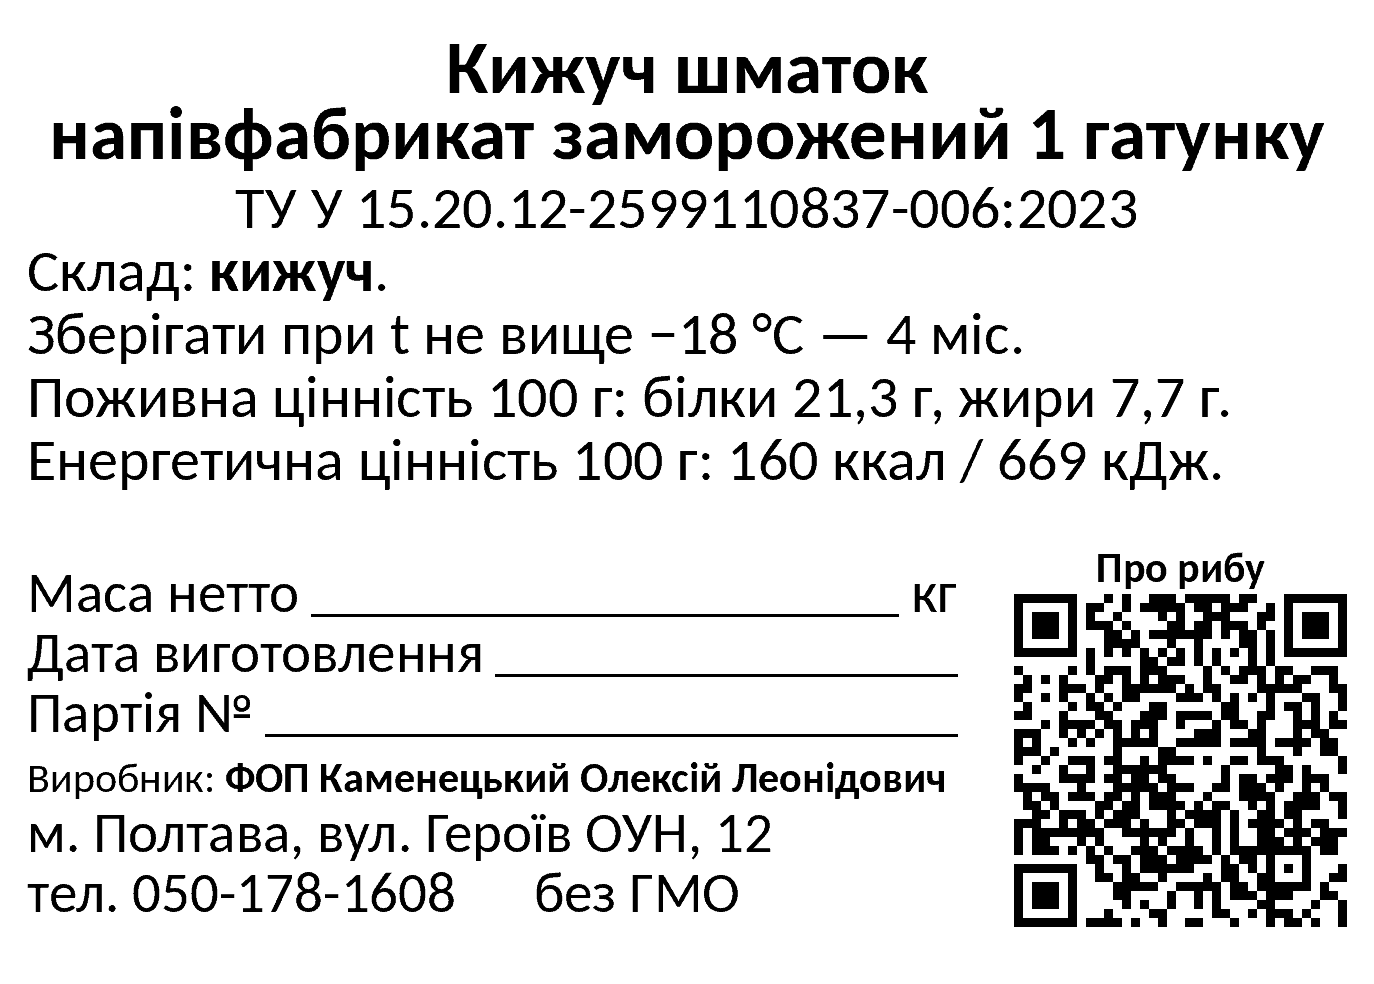 Кижуч шматок
напівфабрикат заморожений 1 гатунку
ТУ У 15.20.12-2599110837-006:2023
Склад: кижуч.
Зберігати при t не вище −18 °C — 4 міс.
Поживна цінність 100 г: білки 21,3 г, жири 7,7 г.
Енергетична цінність 100 г: 160 ккал / 669 кДж.
Маса нетто ____ кг
Дата виготовлення ____
Партія № ____
Виробник: ФОП Каменецький Олексій Леонідович
м. Полтава, вул. Героїв ОУН, 12
тел. 050-178-1608 без ГМО
Про рибу